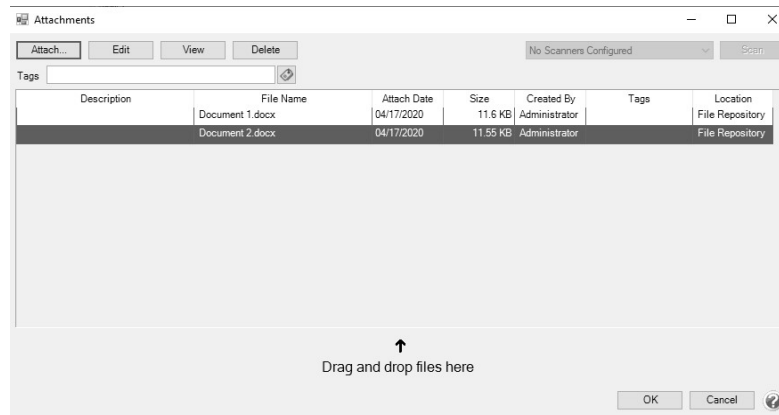 Attachments
Attach... Edit View Delete No Scanners Configured Scan
Tags
Description File Name Attach Date Size Created By Tags Location
Document 1.docx 04/17/2020 11.6 KB Administrator File Repository
Document 2.docx 04/17/2020 11.55 KB Administrator File Repository
Drag and drop files here
OK Cancel ?